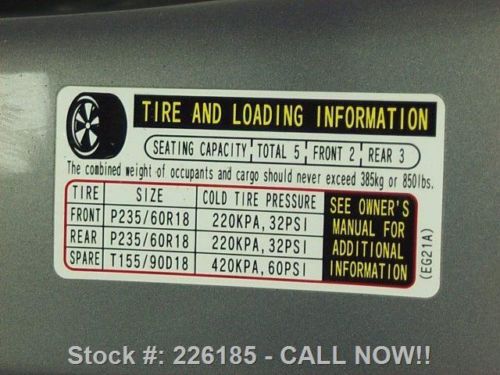 TIRE AND LOADING INFORMATION
SEATING CAPACITY TOTAL 5 FRONT 2 REAR 3
The combined weight of occupants and cargo should never exceed 385kg or 850lbs.
TIRE SIZE COLD TIRE PRESSURE
FRONT P235/60R18 220KPA,32PSI
REAR P235/60R18 220KPA,32PSI
SPARE T155/90D18 420KPA,60PSI
SEE OWNER'S
MANUAL FOR
ADDITIONAL
INFORMATION
(EG21A)
Stock #: 226185 - CALL NOW!!